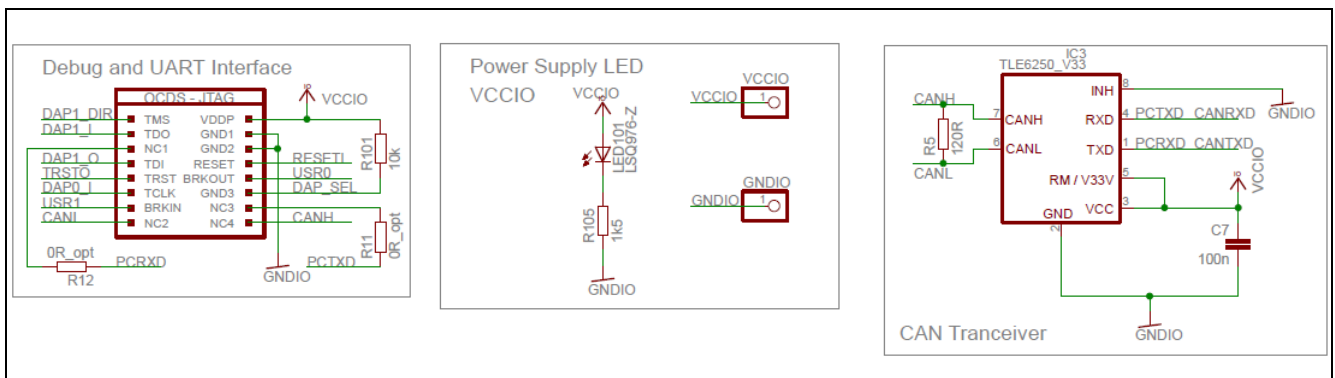 Debug and UART Interface
OCDS - JTAG
VCCIO
DAP1_DIR TMS VDDP
DAP1_I TDO GND1
NC1 GND2
DAP1_O TDI RESET RESETI
TRSTO TRST BRKOUT USR0
DAP0_I TCLK GND3 DAP_SEL
USR1 BRKIN NC3
CANL NC2 NC4 CANH
R101
10k
R11
0R_opt
0R_opt
R12
PCRXD
PCTXD
GNDIO
Power Supply LED
VCCIO
VCCIO
LED101
LSQ976-Z
R105
1k5
GNDIO
VCCIO
VCCIO 1
GNDIO
GNDIO 1
IC3
TLE6250_V33
CANH
7 CANH
R5
120R
6 CANL
CANL
INH 8
GNDIO
RXD 4 PCTXD CANRXD
TXD 1 PCRXD CANTXD
RM / V33V 5
VCC 3
GND 2
VCCIO
C7
100n
GNDIO
CAN Tranceiver